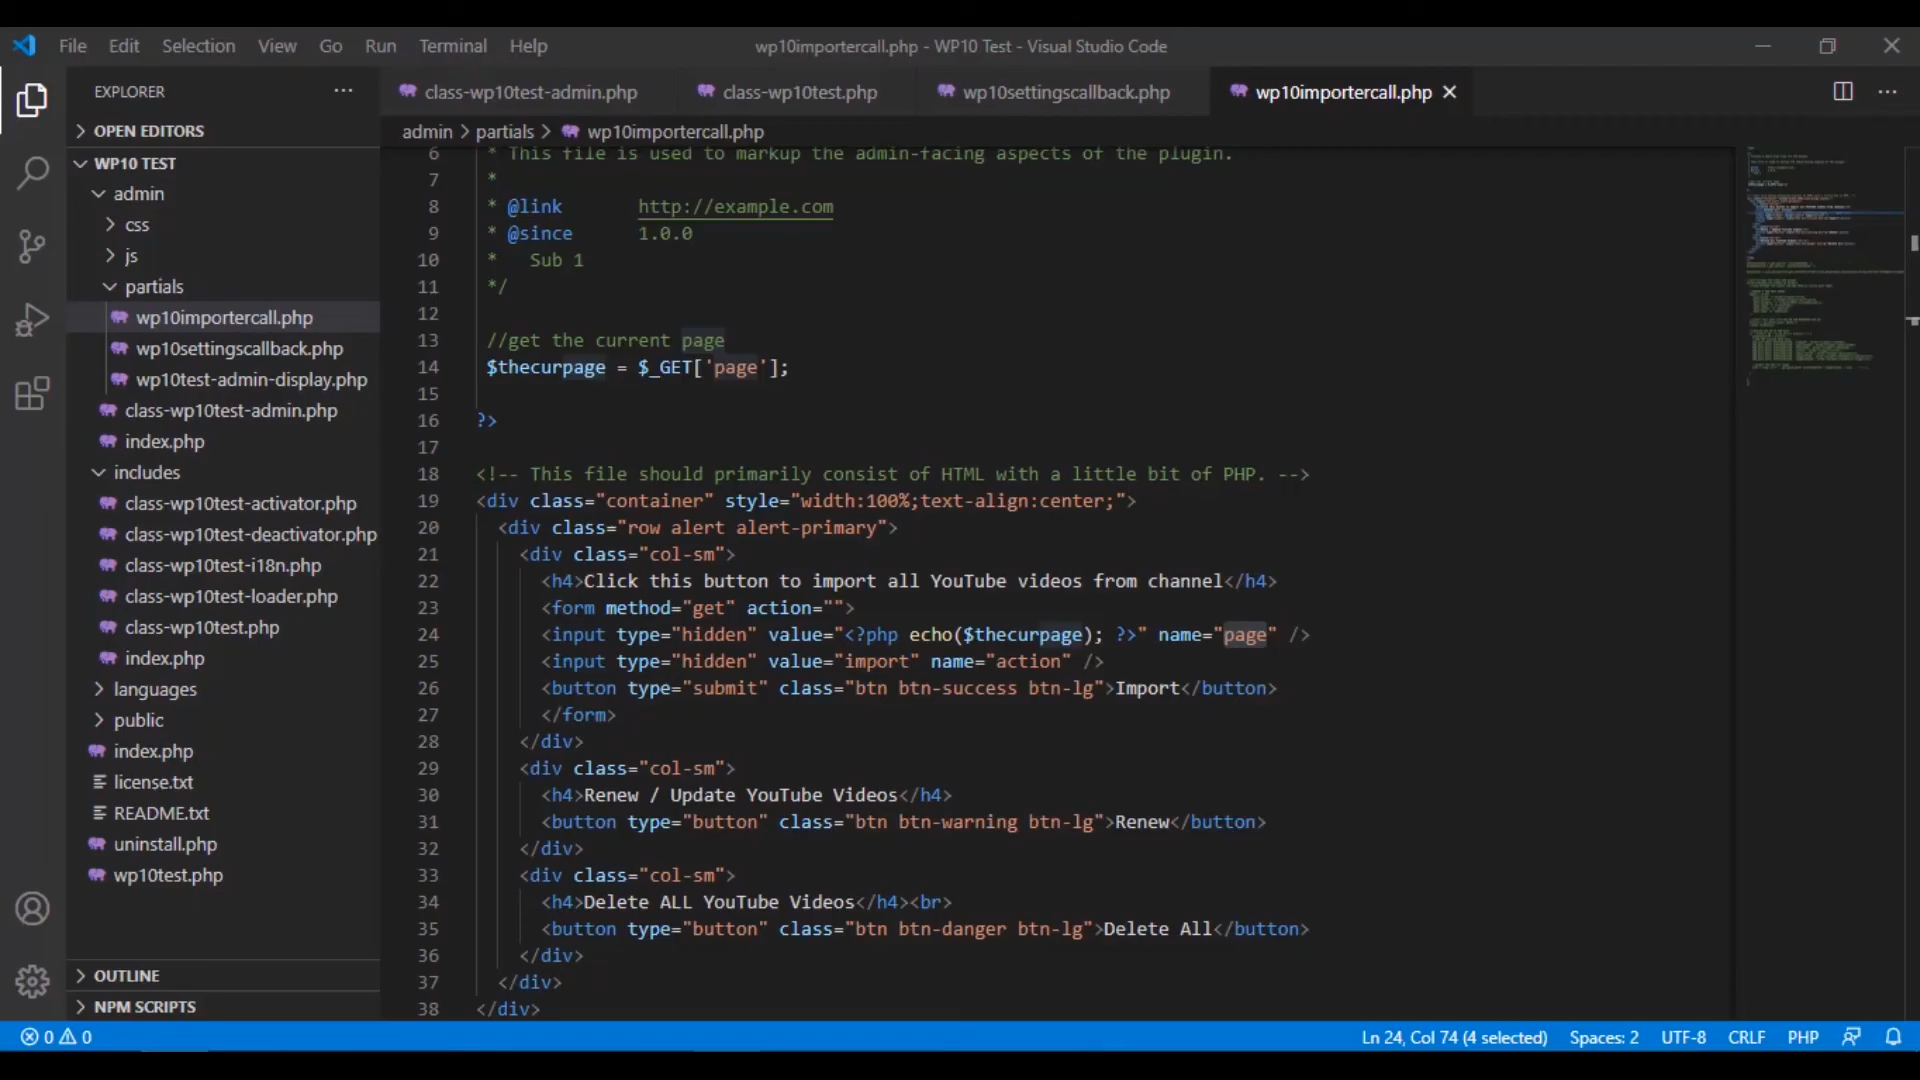 File Edit Selection View Go Run Terminal Help
wp10importercall.php - WP10 Test - Visual Studio Code
EXPLORER
OPEN EDITORS
WP10 TEST
admin
css
js
partials
wp10importercall.php
wp10settingscallback.php
wp10test-admin-display.php
class-wp10test-admin.php
index.php
includes
class-wp10test-activator.php
class-wp10test-deactivator.php
class-wp10test-i18n.php
class-wp10test-loader.php
class-wp10test.php
index.php
languages
public
index.php
license.txt
README.txt
uninstall.php
wp10test.php
OUTLINE
NPM SCRIPTS
class-wp10test-admin.php class-wp10test.php wp10settingscallback.php wp10importercall.php
admin > partials > wp10importercall.php
6 * This file is used to markup the admin-facing aspects of the plugin.
7 *
8 * @link http://example.com
9 * @since 1.0.0
10 * Sub 1
11 */
12
13 //get the current page
14 $thecurpage = $_GET['page'];
15
16 ?>
17
18 <!-- This file should primarily consist of HTML with a little bit of PHP. -->
19 <div class="container" style="width:100%;text-align:center;">
20 <div class="row alert alert-primary">
21 <div class="col-sm">
22 <h4>Click this button to import all YouTube videos from channel</h4>
23 <form method="get" action="">
24 <input type="hidden" value="<?php echo($thecurpage); ?>" name="page" />
25 <input type="hidden" value="import" name="action" />
26 <button type="submit" class="btn btn-success btn-lg">Import</button>
27 </form>
28 </div>
29 <div class="col-sm">
30 <h4>Renew / Update YouTube Videos</h4>
31 <button type="button" class="btn btn-warning btn-lg">Renew</button>
32 </div>
33 <div class="col-sm">
34 <h4>Delete ALL YouTube Videos</h4><br>
35 <button type="button" class="btn btn-danger btn-lg">Delete All</button>
36 </div>
37 </div>
38 </div>
0 0
Ln 24, Col 74 (4 selected) Spaces: 2 UTF-8 CRLF PHP